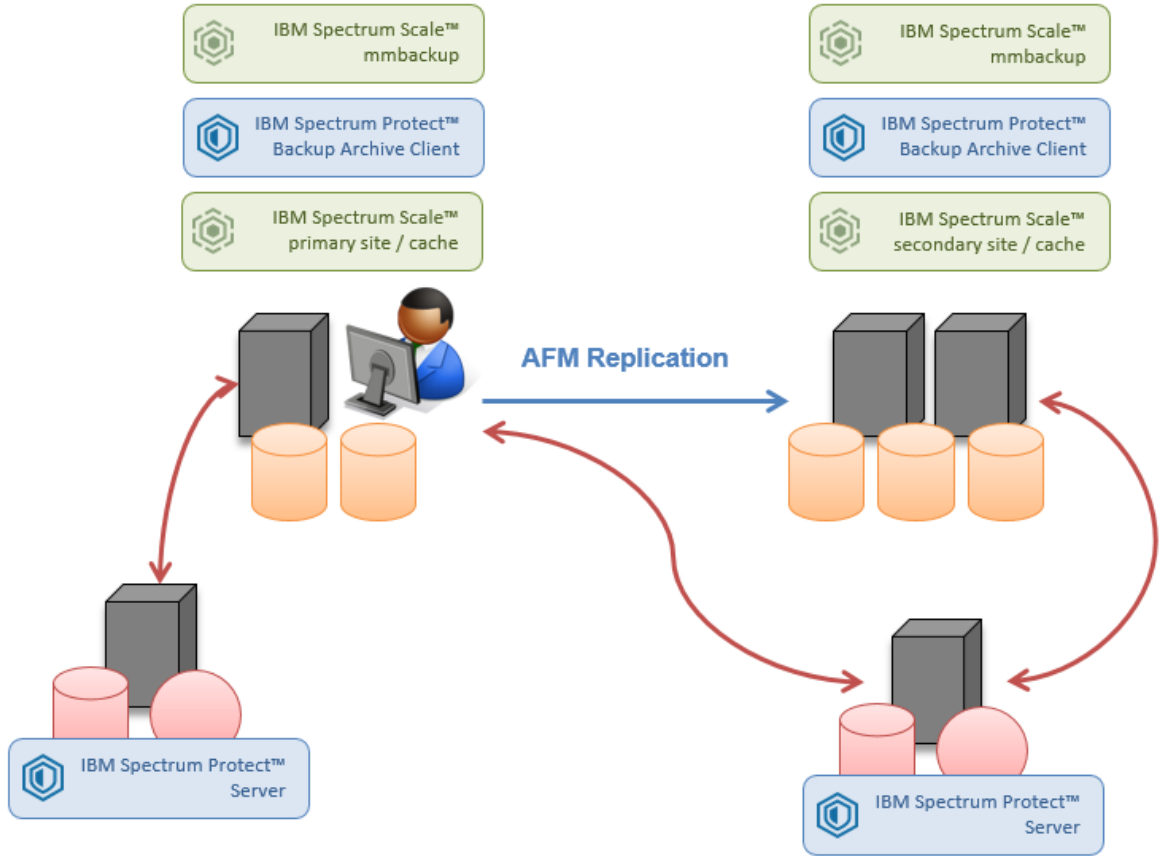 IBM Spectrum Scale™
mmbackup
IBM Spectrum Protect™
Backup Archive Client
IBM Spectrum Scale™
primary site / cache
IBM Spectrum Scale™
mmbackup
IBM Spectrum Protect™
Backup Archive Client
IBM Spectrum Scale™
secondary site / cache
AFM Replication
IBM Spectrum Protect™
Server
IBM Spectrum Protect™
Server